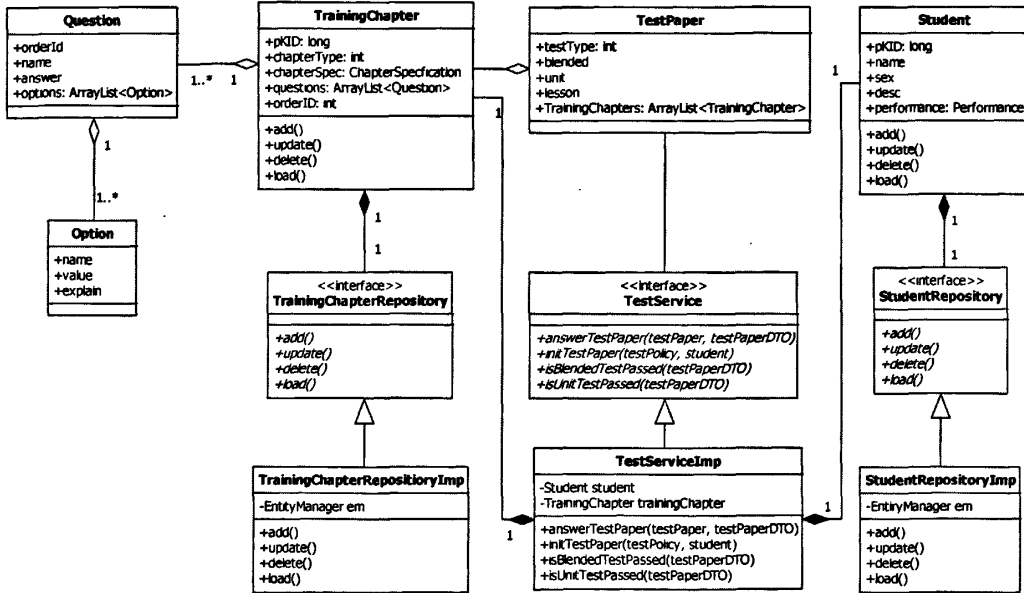 Question
+orderId
+name
+answer
+options: ArrayList<Option>
1..*
1
TrainingChapter
+pKID: long
+chapterType: int
+chapterSpec: ChapterSpecfication
+questions: ArrayList<Question>
+orderID: int
+add()
+update()
+delete()
+load()
1
TestPaper
+testType: int
+blended
+unit
+lesson
+TrainingChapters: ArrayList<TrainingChapter>
1
Student
+pKID: long
+name
+sex
+desc
+performance: Performance
+add()
+update()
+delete()
+load()
1
1..*
Option
+name
+value
+explain
1
1
<<interface>>
TrainingChapterRepository
+add()
+update()
+delete()
+load()
<<interface>>
TestService
+answerTestPaper(testPaper, testPaperDTO)
+initTestPaper(testPolicy, student)
+isBlendedTestPassed(testPaperDTO)
+isUnitTestPassed(testPaperDTO)
1
1
<<interface>>
StudentRepository
+add()
+update()
+delete()
+load()
TrainingChapterRepositioryImp
-EntityManager em
+add()
+update()
+delete()
+load()
1
TestServiceImp
-Student student
-TrainingChapter trainingChapter
+answerTestPaper(testPaper, testPaperDTO)
+initTestPaper(testPolicy, student)
+isBlendedTestPassed(testPaperDTO)
+isUnitTestPassed(testPaperDTO)
1
StudentRepositoryImp
-EntiryManager em
+add()
+update()
+delete()
+load()